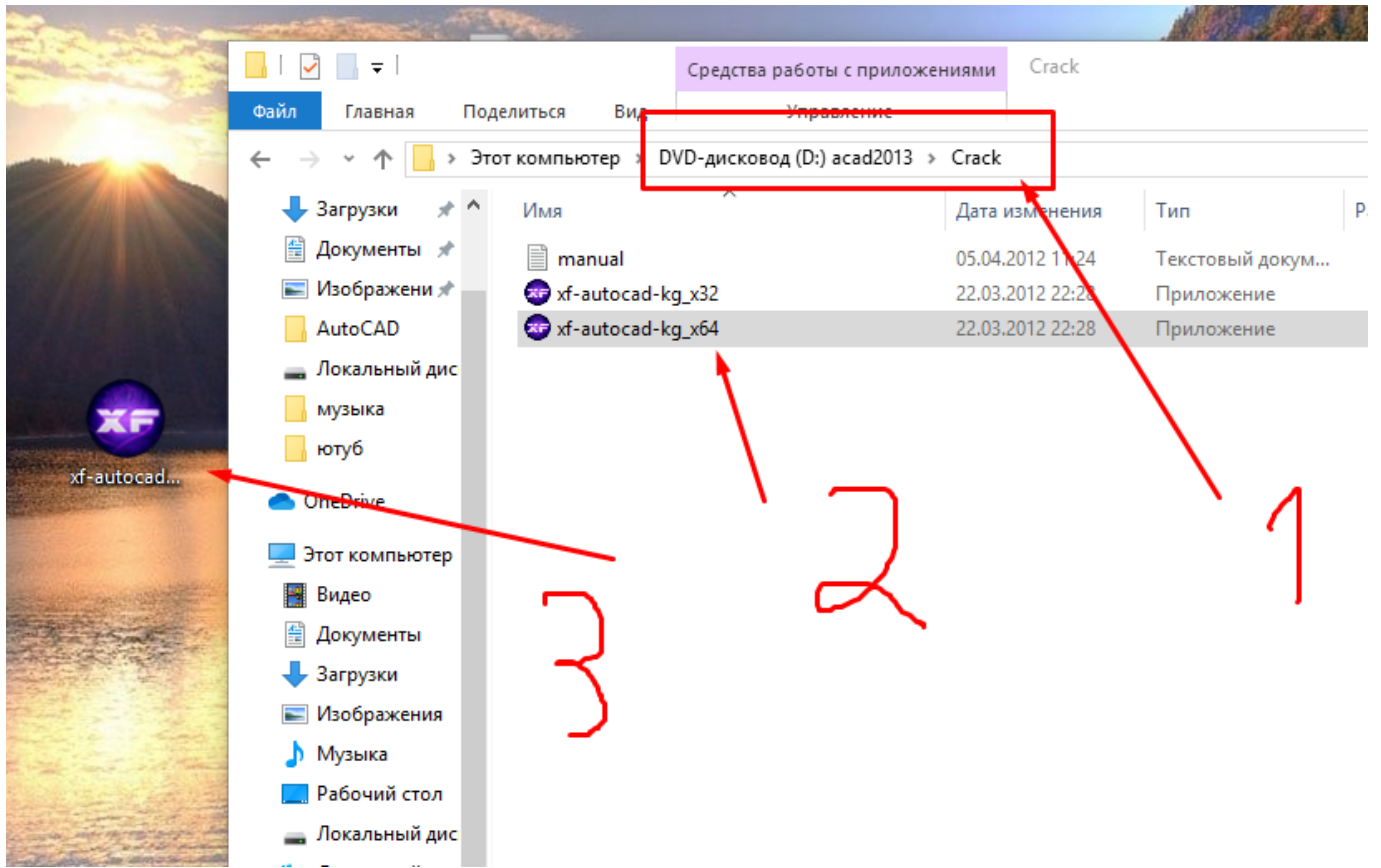 Средства работы с приложениями
Crack
Файл
Главная
Поделиться
Вид
Управление
Этот компьютер › DVD-дисковод (D:) acad2013 › Crack
Имя
Дата изменения
Тип
Загрузки
Документы
Изображени
AutoCAD
Локальный дис
музыка
ютуб
OneDrive
Этот компьютер
Видео
Документы
Загрузки
Изображения
Музыка
Рабочий стол
Локальный дис
manual 05.04.2012 11:24 Текстовый докум...
xf-autocad-kg_x32 22.03.2012 22:28 Приложение
xf-autocad-kg_x64 22.03.2012 22:28 Приложение
XF
xf-autocad...
1
2
3